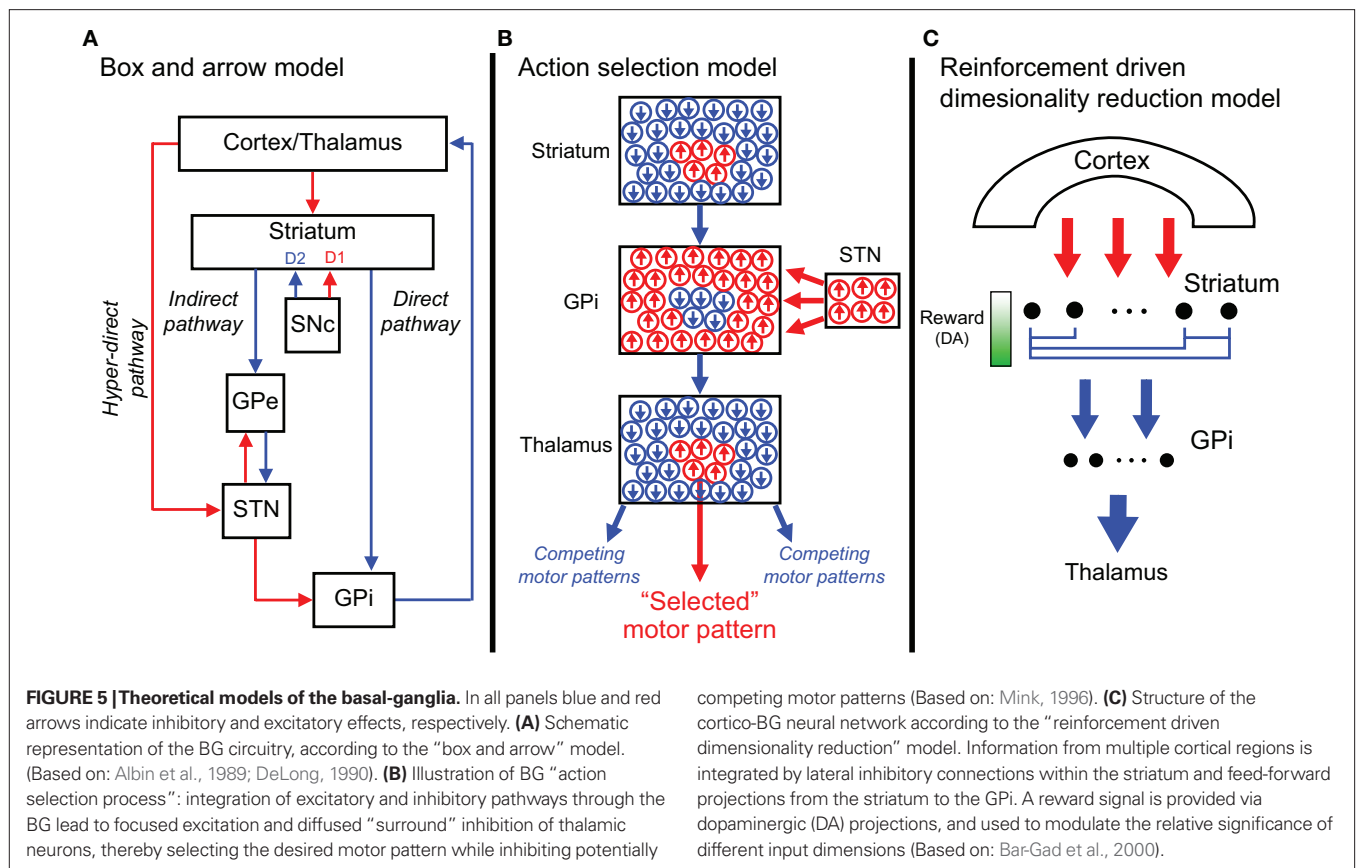 A
Box and arrow model
Cortex/Thalamus
Striatum
D2 D1
Hyper-direct
pathway
Indirect
pathway
SNc
Direct
pathway
GPe
STN
GPi
B
Action selection model
Striatum
STN
GPi
Thalamus
Competing
motor patterns
Competing
motor patterns
“Selected”
motor pattern
C
Reinforcement driven
dimesionality reduction model
Cortex
Striatum
Reward
(DA)
GPi
Thalamus
FIGURE 5 | Theoretical models of the basal-ganglia. In all panels blue and red
arrows indicate inhibitory and excitatory effects, respectively. (A) Schematic
representation of the BG circuitry, according to the “box and arrow” model.
(Based on: Albin et al., 1989; DeLong, 1990). (B) Illustration of BG “action
selection process”: integration of excitatory and inhibitory pathways through the
BG lead to focused excitation and diffused “surround” inhibition of thalamic
neurons, thereby selecting the desired motor pattern while inhibiting potentially
competing motor patterns (Based on: Mink, 1996). (C) Structure of the
cortico-BG neural network according to the “reinforcement driven
dimensionality reduction” model. Information from multiple cortical regions is
integrated by lateral inhibitory connections within the striatum and feed-forward
projections from the striatum to the GPi. A reward signal is provided via
dopaminergic (DA) projections, and used to modulate the relative significance of
different input dimensions (Based on: Bar-Gad et al., 2000).